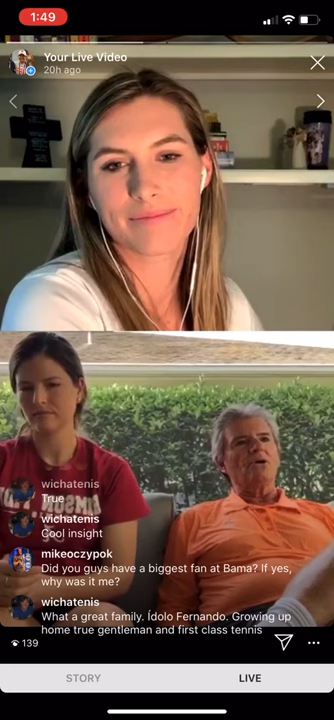 1:49
Your Live Video
20h ago
wichatenis
True
wichatenis
Cool insight
mikeoczypok
Did you guys have a biggest fan at Bama? If yes,
why was it me?
wichatenis
What a great family. Ídolo Fernando. Growing up
home true gentleman and first class tennis
139
STORY
LIVE